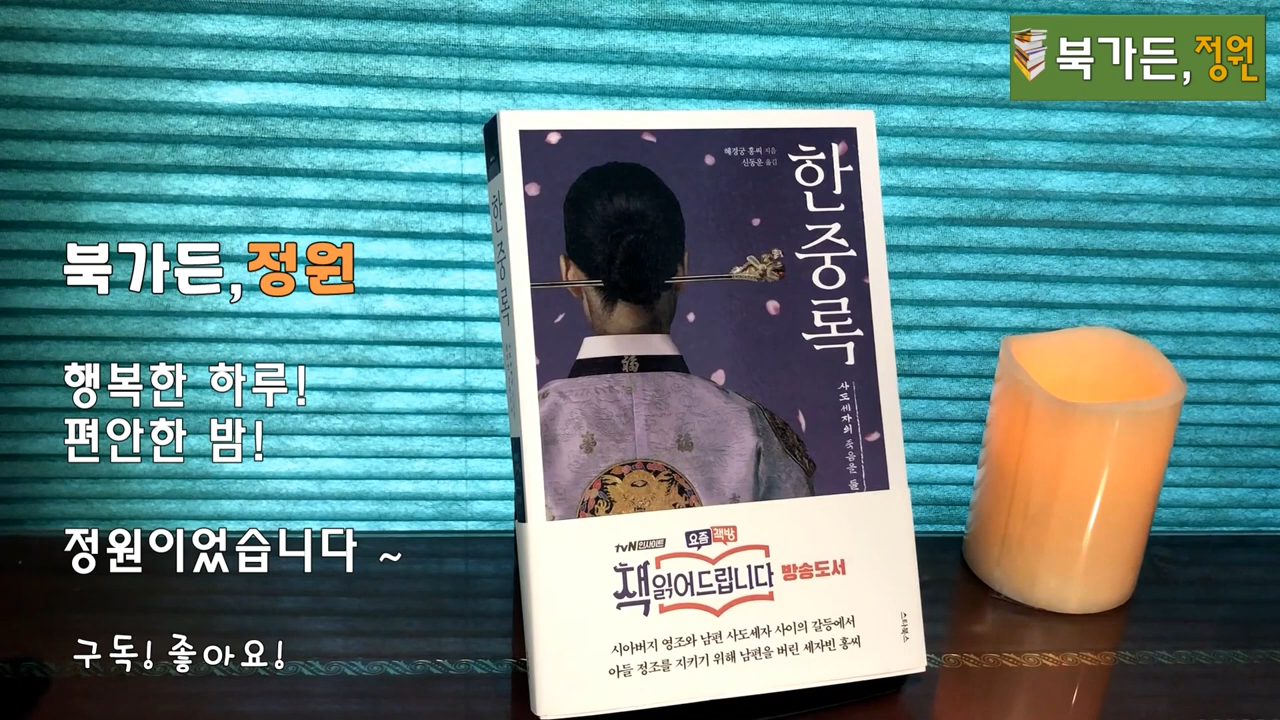 북가든, 정원
북가든, 정원
행복한 하루!
편안한 밤!
정원이었습니다 ~
구독! 좋아요!
한중록
혜경궁 홍씨 지음
신동운 옮김
한중록
사도세자의 죽음을 둘
福
tvN 인사이트
요즘책방
책 읽어드립니다
방송도서
시아버지 영조와 남편 사도세자 사이의 갈등에서
아들 정조를 지키기 위해 남편을 버린 세자빈 홍씨
스타북스